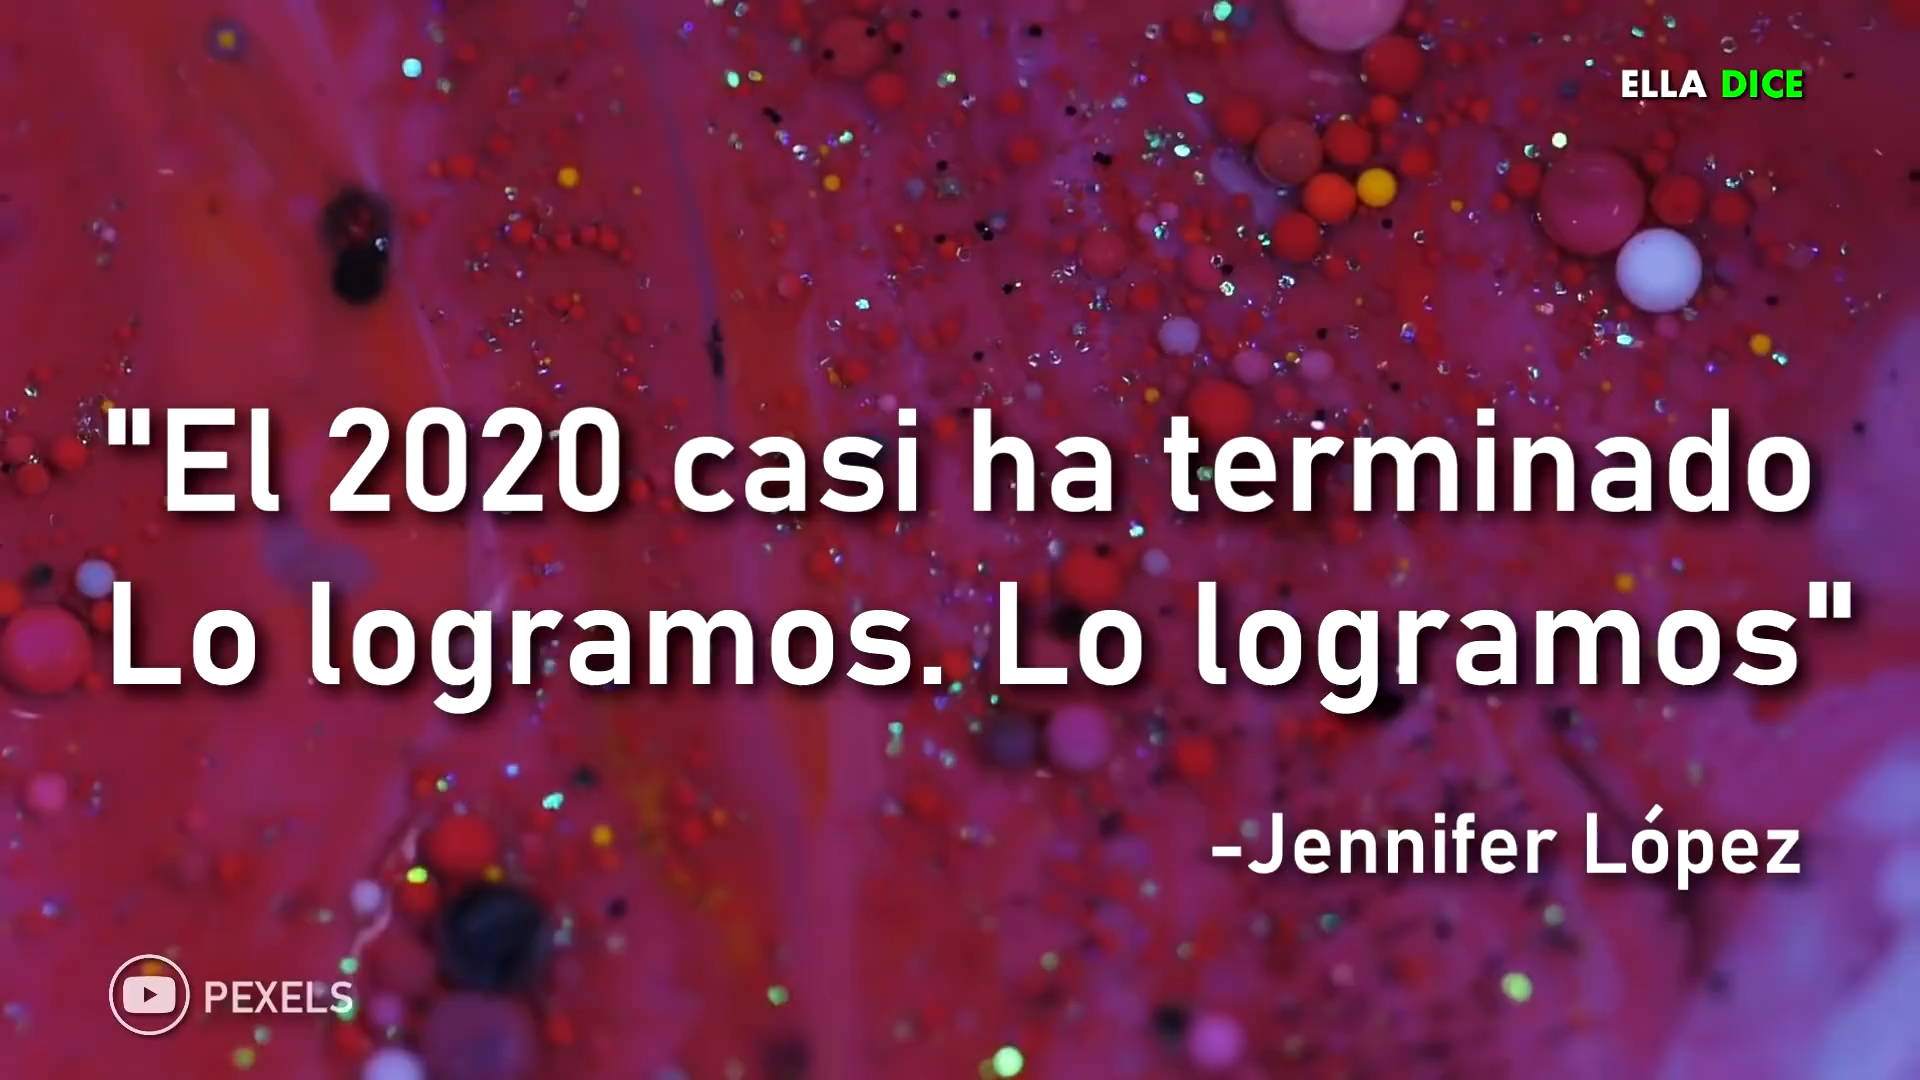 ELLA DICE
"El 2020 casi ha terminado
Lo logramos. Lo logramos"
-Jennifer López
PEXELS